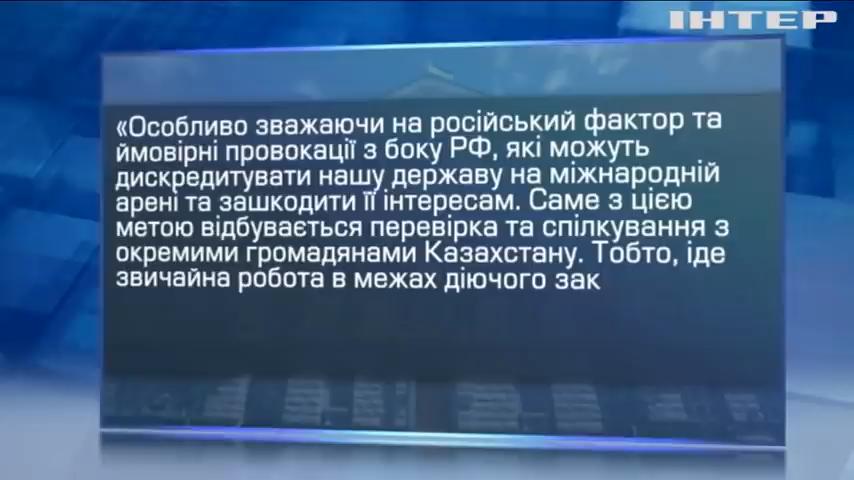 ІНТЕР
«Особливо зважаючи на російський фактор та
ймовірні провокації з боку РФ, які можуть
дискредитувати нашу державу на міжнародній
арені та зашкодити її інтересам. Саме з цією
метою відбувається перевірка та спілкування з
окремими громадянами Казахстану. Тобто, іде
звичайна робота в межах діючого зак